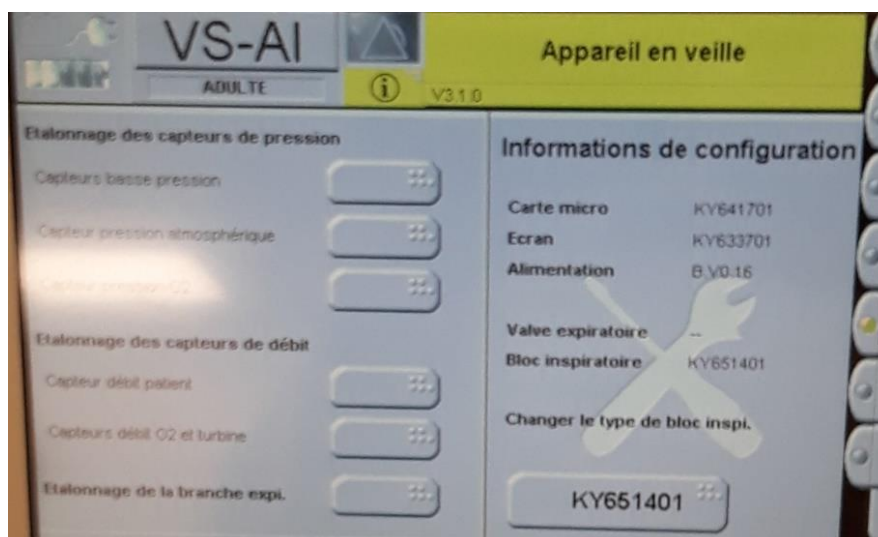 VS-AI
ADULTE
V3.1.0
Appareil en veille
Etalonnage des capteurs de pression
Capteurs basse pression
Capteur pression atmosphérique
Capteur pression O2
Etalonnage des capteurs de débit
Capteur débit patient
Capteurs débit O2 et turbine
Etalonnage de la branche expi.
Informations de configuration
Carte micro KY641701
Ecran KY633701
Alimentation B.V0.16
Valve expiratoire --
Bloc inspiratoire KY651401
Changer le type de bloc inspi.
KY651401